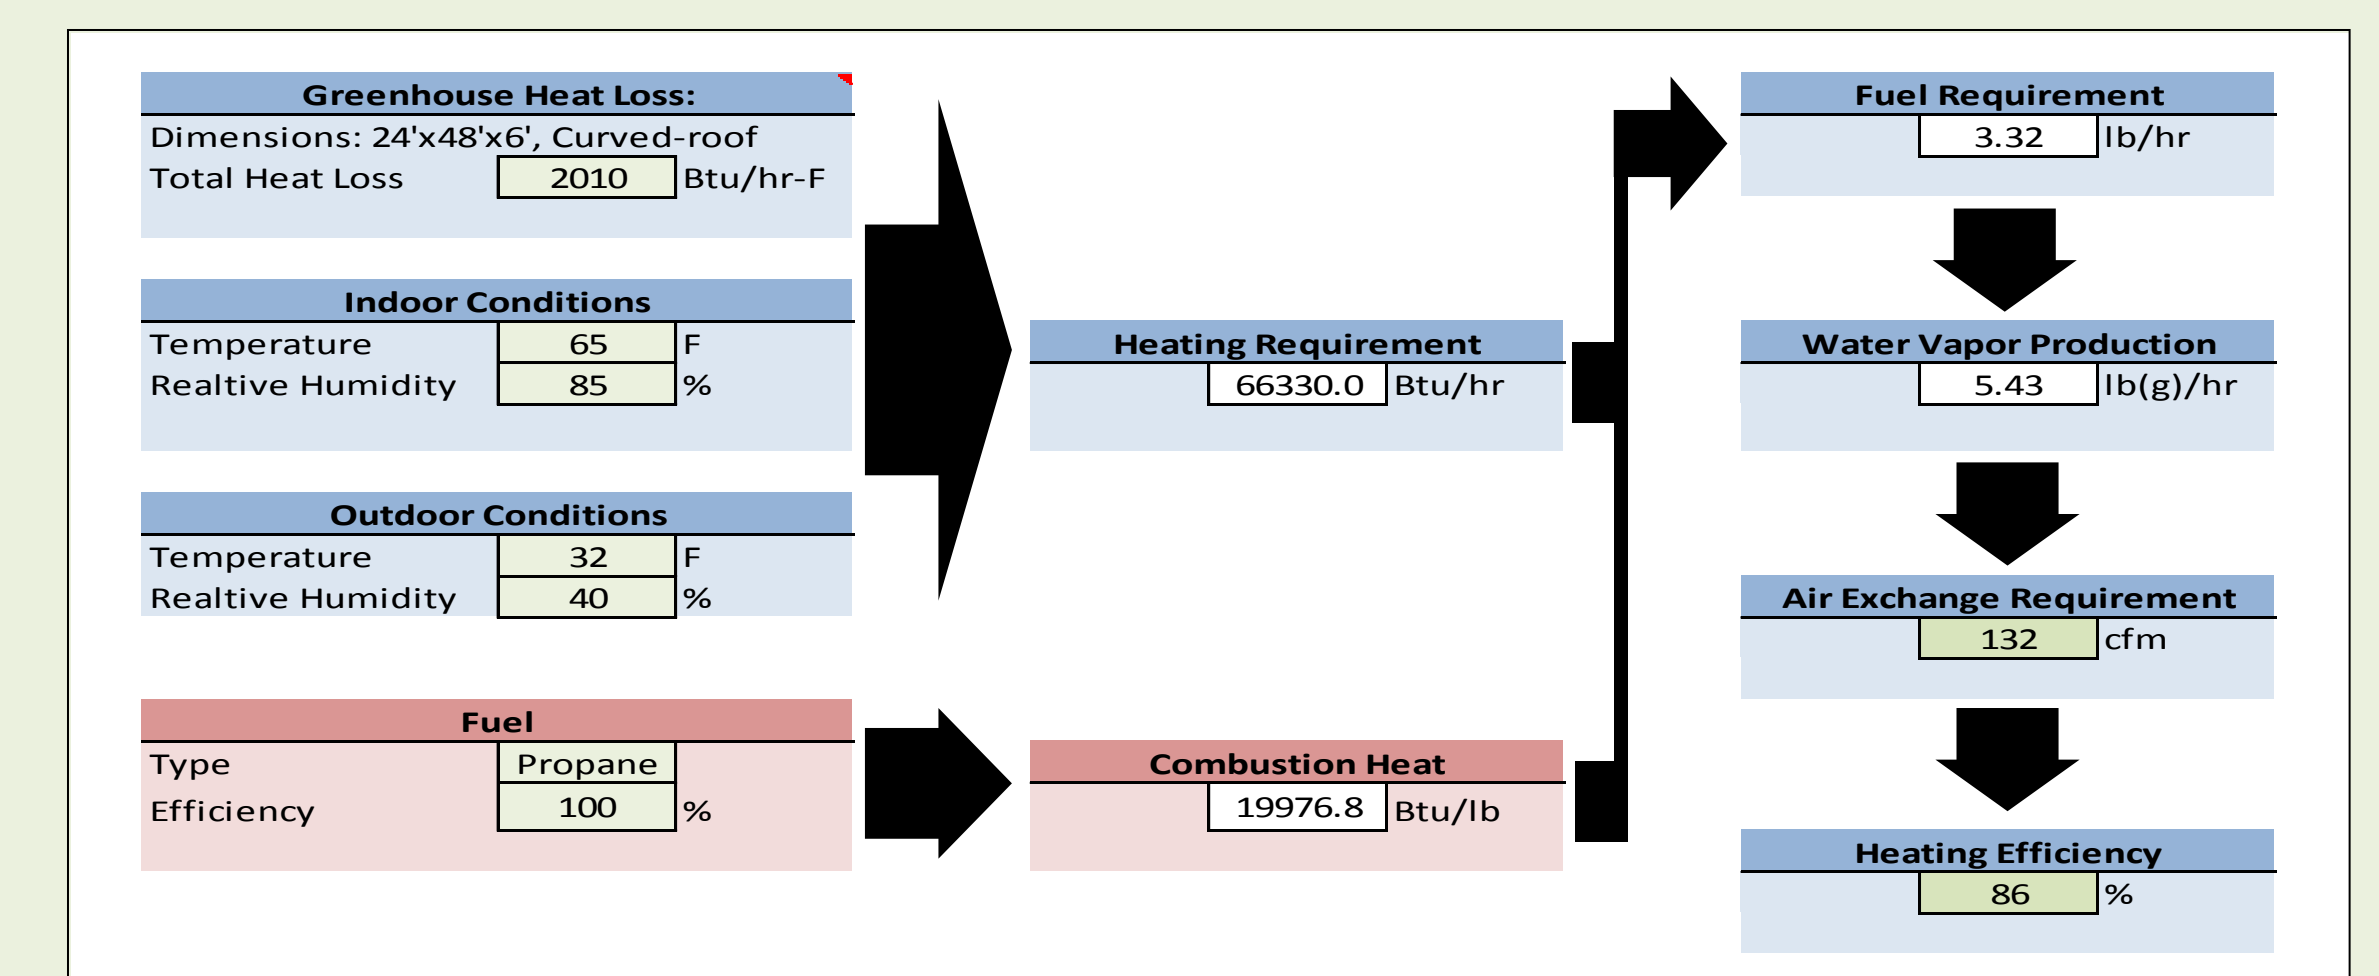 Greenhouse Heat Loss:
Dimensions: 24'x48'x6', Curved-roof
Total Heat Loss 2010 Btu/hr-F
Indoor Conditions
Temperature 65 F
Realtive Humidity 85 %
Outdoor Conditions
Temperature 32 F
Realtive Humidity 40 %
Fuel
Type Propane
Efficiency 100 %
Heating Requirement
66330.0 Btu/hr
Combustion Heat
19976.8 Btu/lb
Fuel Requirement
3.32 lb/hr
Water Vapor Production
5.43 lb(g)/hr
Air Exchange Requirement
132 cfm
Heating Efficiency
86 %